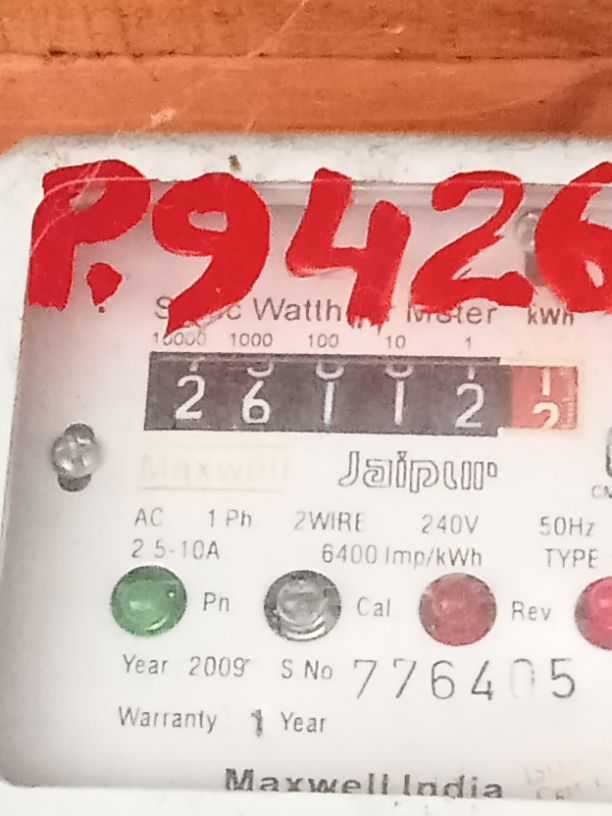 P.9426
Static Watthour Meter kWh
10000 1000 100 10 1
2 6 1 1 2 2
Maxwell Jaipur
AC 1 Ph 2WIRE 240V 50Hz
2.5-10A 6400 Imp/kWh TYPE
Pn Cal Rev
Year 2009 S.No 776405
Warranty 1 Year
Maxwell India